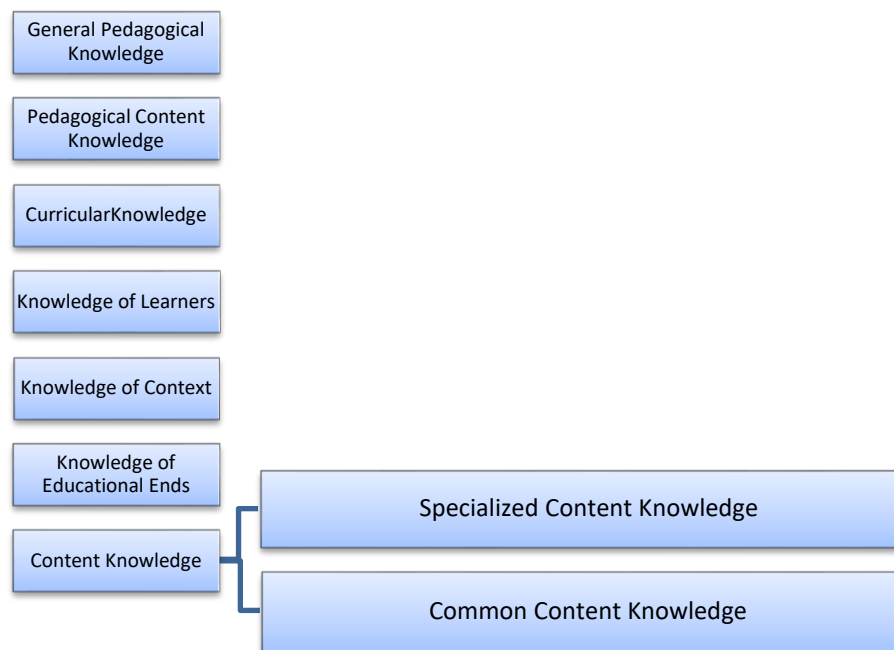 General Pedagogical
Knowledge
Pedagogical Content
Knowledge
CurricularKnowledge
Knowledge of Learners
Knowledge of Context
Knowledge of
Educational Ends
Content Knowledge
Specialized Content Knowledge
Common Content Knowledge